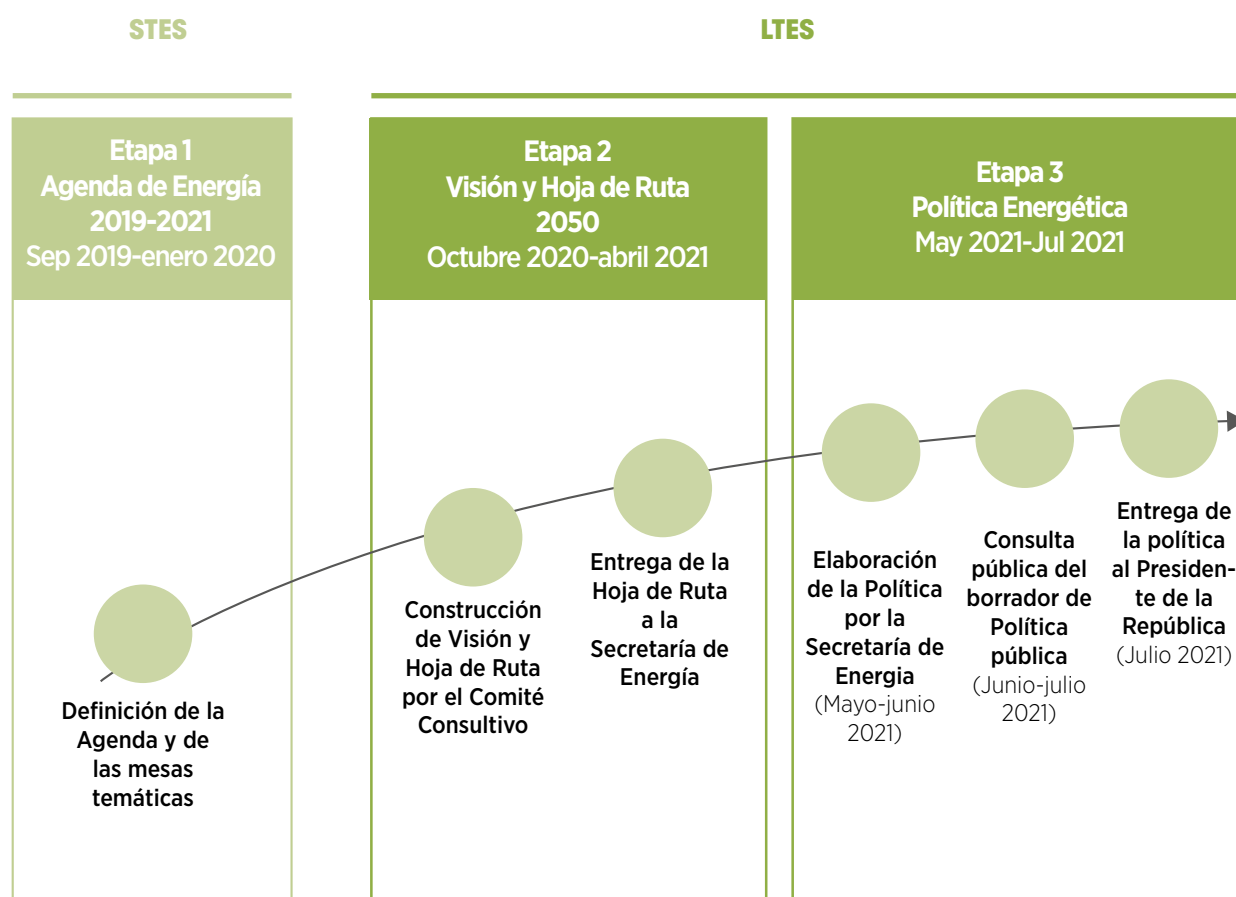 STES
LTES
Etapa 1
Agenda de Energía
2019-2021
Sep 2019-enero 2020
Etapa 2
Visión y Hoja de Ruta
2050
Octubre 2020-abril 2021
Etapa 3
Política Energética
May 2021-Jul 2021
Definición de la
Agenda y de
las mesas
temáticas
Construcción
de Visión y
Hoja de Ruta
por el Comité
Consultivo
Entrega de la
Hoja de Ruta
a la
Secretaría de
Energía
Elaboración
de la Política
por la
Secretaría de
Energia
(Mayo-junio
2021)
Consulta
pública del
borrador de
Política
pública
(Junio-julio
2021)
Entrega de
la política
al Presiden-
te de la
República
(Julio 2021)